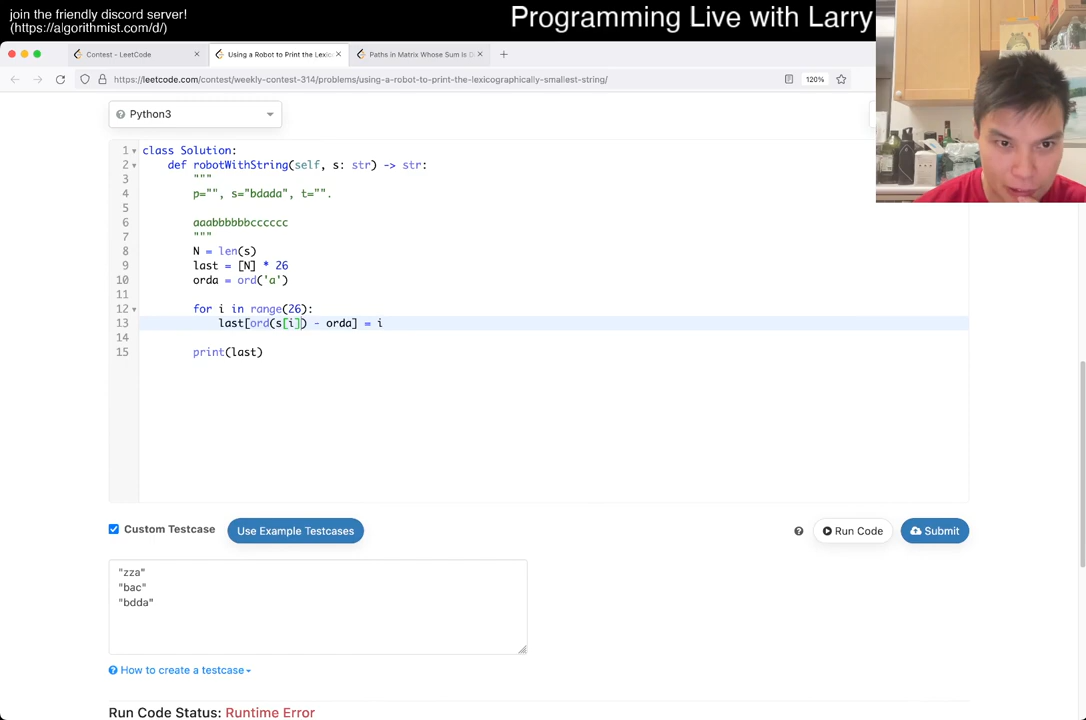 join the friendly discord server!
(https://algorithmist.com/d/)
Programming Live with Larry
Contest - LeetCode
Using a Robot to Print the Lexic
Paths in Matrix Whose Sum Is D
https://leetcode.com/contest/weekly-contest-314/problems/using-a-robot-to-print-the-lexicographically-smallest-string/
120%
Python3
1 class Solution:
2 def robotWithString(self, s: str) -> str:
3 """
4 p="", s="bdada", t="".
5
6 aaabbbbbbcccccc
7 """
8 N = len(s)
9 last = [N] * 26
10 orda = ord('a')
11
12 for i in range(26):
13 last[ord(s[i]) - orda] = i
14
15 print(last)
Custom Testcase
Use Example Testcases
Run Code
Submit
"zza"
"bac"
"bdda"
How to create a testcase
Run Code Status: Runtime Error